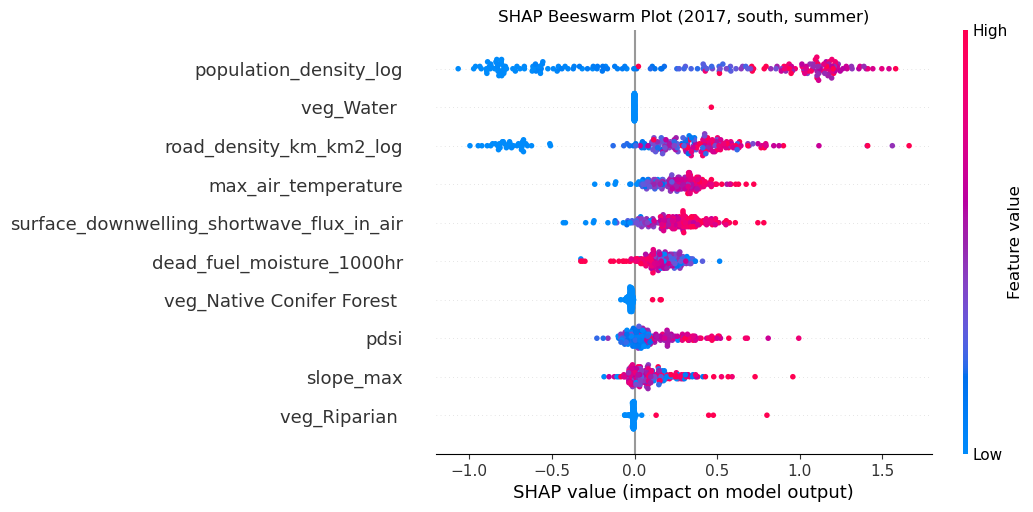 SHAP Beeswarm Plot (2017, south, summer)
High
population_density_log
veg_Water
road_density_km_km2_log
max_air_temperature
surface_downwelling_shortwave_flux_in_air
dead_fuel_moisture_1000hr
veg_Native Conifer Forest
pdsi
slope_max
veg_Riparian
Feature value
Low
−1.0 −0.5 0.0 0.5 1.0 1.5
SHAP value (impact on model output)